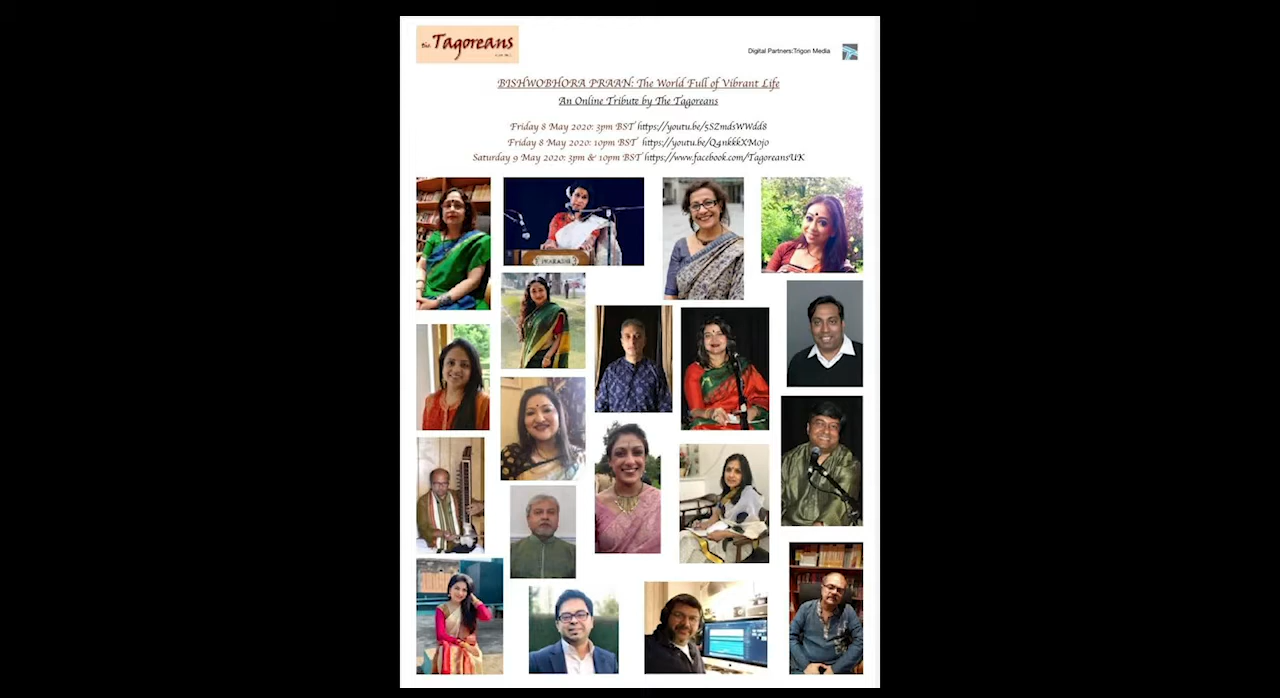 The Tagoreans
Digital Partners:Trigon Media
BISHWOBHORA PRAAN: The World Full of Vibrant Life
An Online Tribute by The Tagoreans
Friday 8 May 2020: 3pm BST https://youtu.be/5SZmdsWWdd8
Friday 8 May 2020: 10pm BST https://youtu.be/Q4nkkkXMojo
Saturday 9 May 2020: 3pm & 10pm BST https://www.facebook.com/TagoreansUK